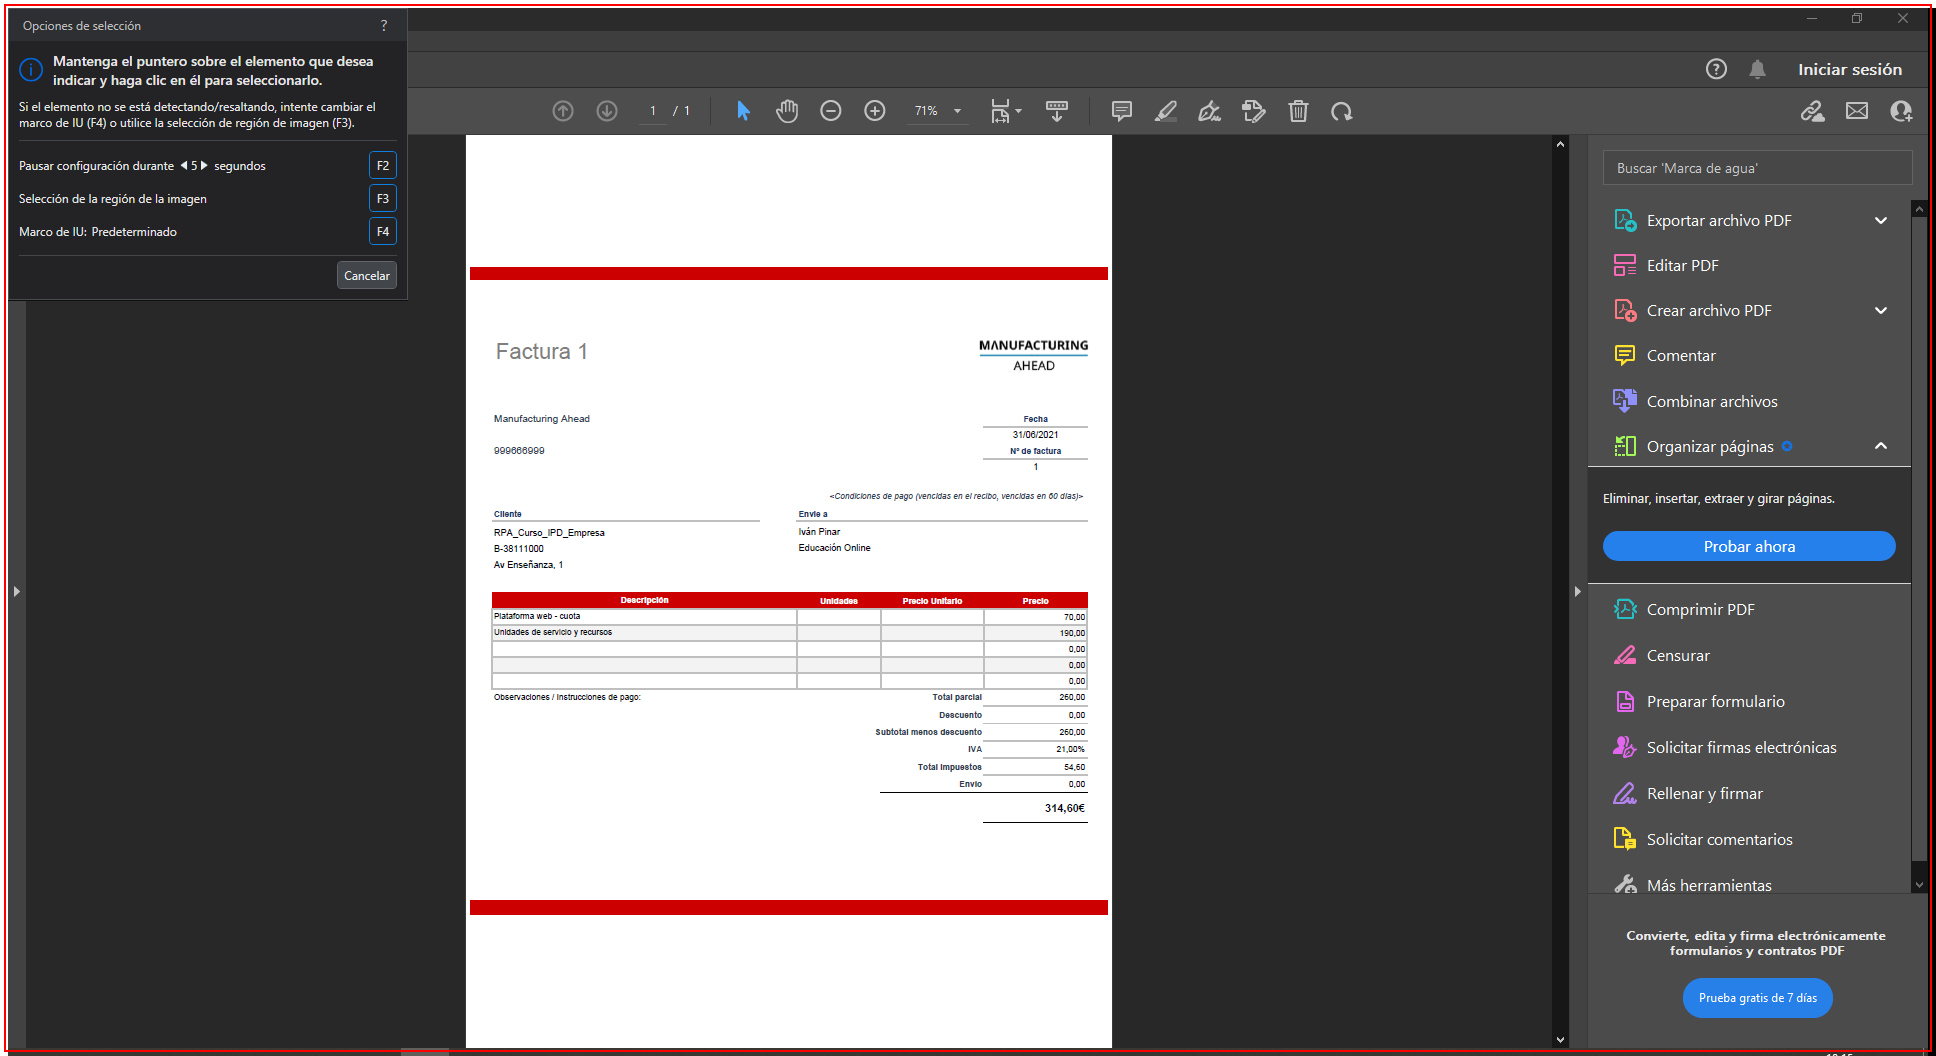 Opciones de selección ?
Mantenga el puntero sobre el elemento que desea
indicar y haga clic en él para seleccionarlo.
Si el elemento no se está detectando/resaltando, intente cambiar el
marco de IU (F4) o utilice la selección de región de imagen (F3).
Pausar configuración durante 5 segundos F2
Selección de la región de la imagen F3
Marco de IU: Predeterminado F4
Cancelar
Iniciar sesión
1 / 1
71%
Factura 1
MANUFACTURING
AHEAD
Manufacturing Ahead
Fecha
31/06/2021
999666999
Nº de factura
1
<Condiciones de pago (vencidas en el recibo, vencidas en 60 días)>
Cliente
Envíe a
RPA_Curso_IPD_Empresa
Iván Pinar
B-38111000
Educación Online
Av Enseñanza, 1
Descripción Unidades Precio Unitario Precio
Plataforma web - cuota 70,00
Unidades de servicio y recursos 190,00
0,00
0,00
0,00
Observaciones / Instrucciones de pago: Total parcial 260,00
Descuento 0,00
Subtotal menos descuento 260,00
IVA 21,00%
Total Impuestos 54,60
Envío 0,00
314,60€
Buscar 'Marca de agua'
Exportar archivo PDF
Editar PDF
Crear archivo PDF
Comentar
Combinar archivos
Organizar páginas
Eliminar, insertar, extraer y girar páginas.
Probar ahora
Comprimir PDF
Censurar
Preparar formulario
Solicitar firmas electrónicas
Rellenar y firmar
Solicitar comentarios
Más herramientas
Convierte, edita y firma electrónicamente
formularios y contratos PDF
Prueba gratis de 7 días